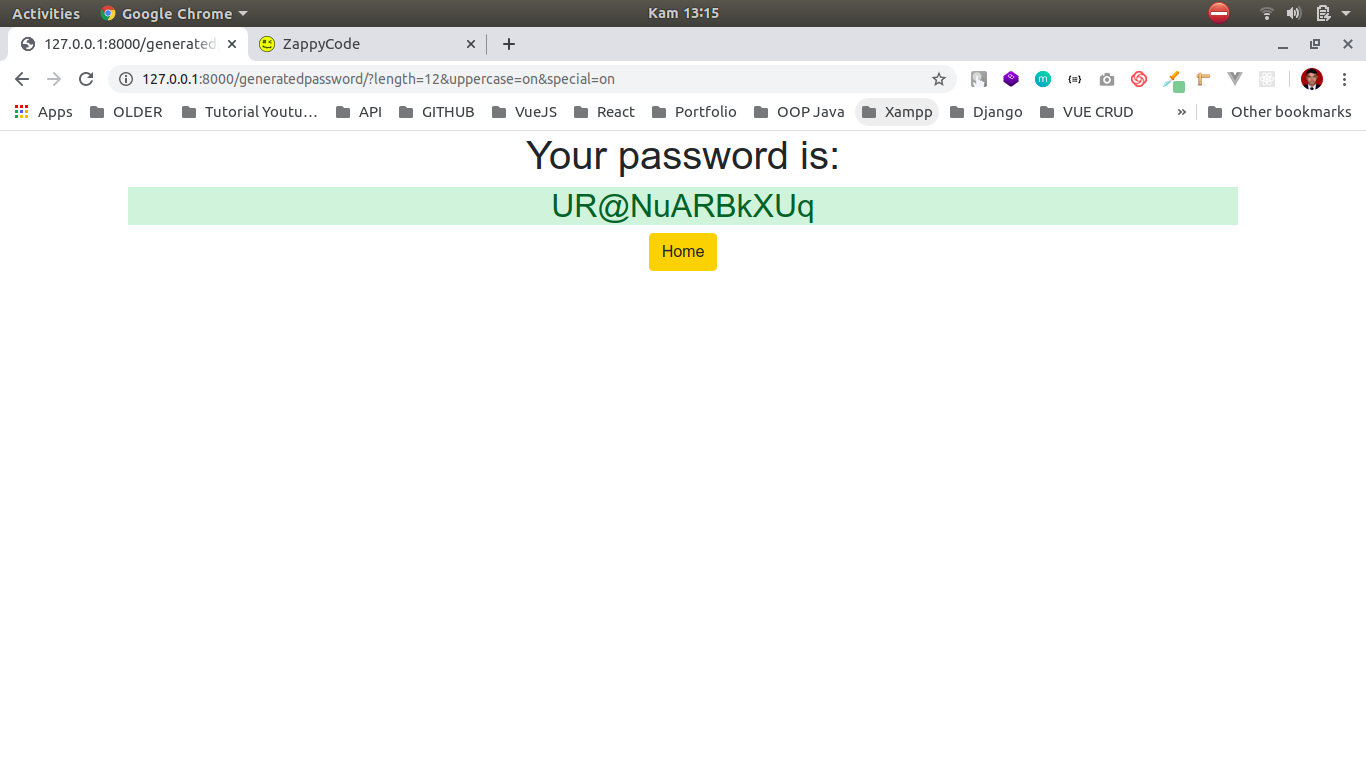 Activities Google Chrome Kam 13:15
127.0.0.1:8000/generated ZappyCode
127.0.0.1:8000/generatedpassword/?length=12&uppercase=on&special=on
Apps OLDER Tutorial Youtu… API GITHUB VueJS React Portfolio OOP Java Xampp Django VUE CRUD » Other bookmarks
Your password is:
UR@NuARBkXUq
Home